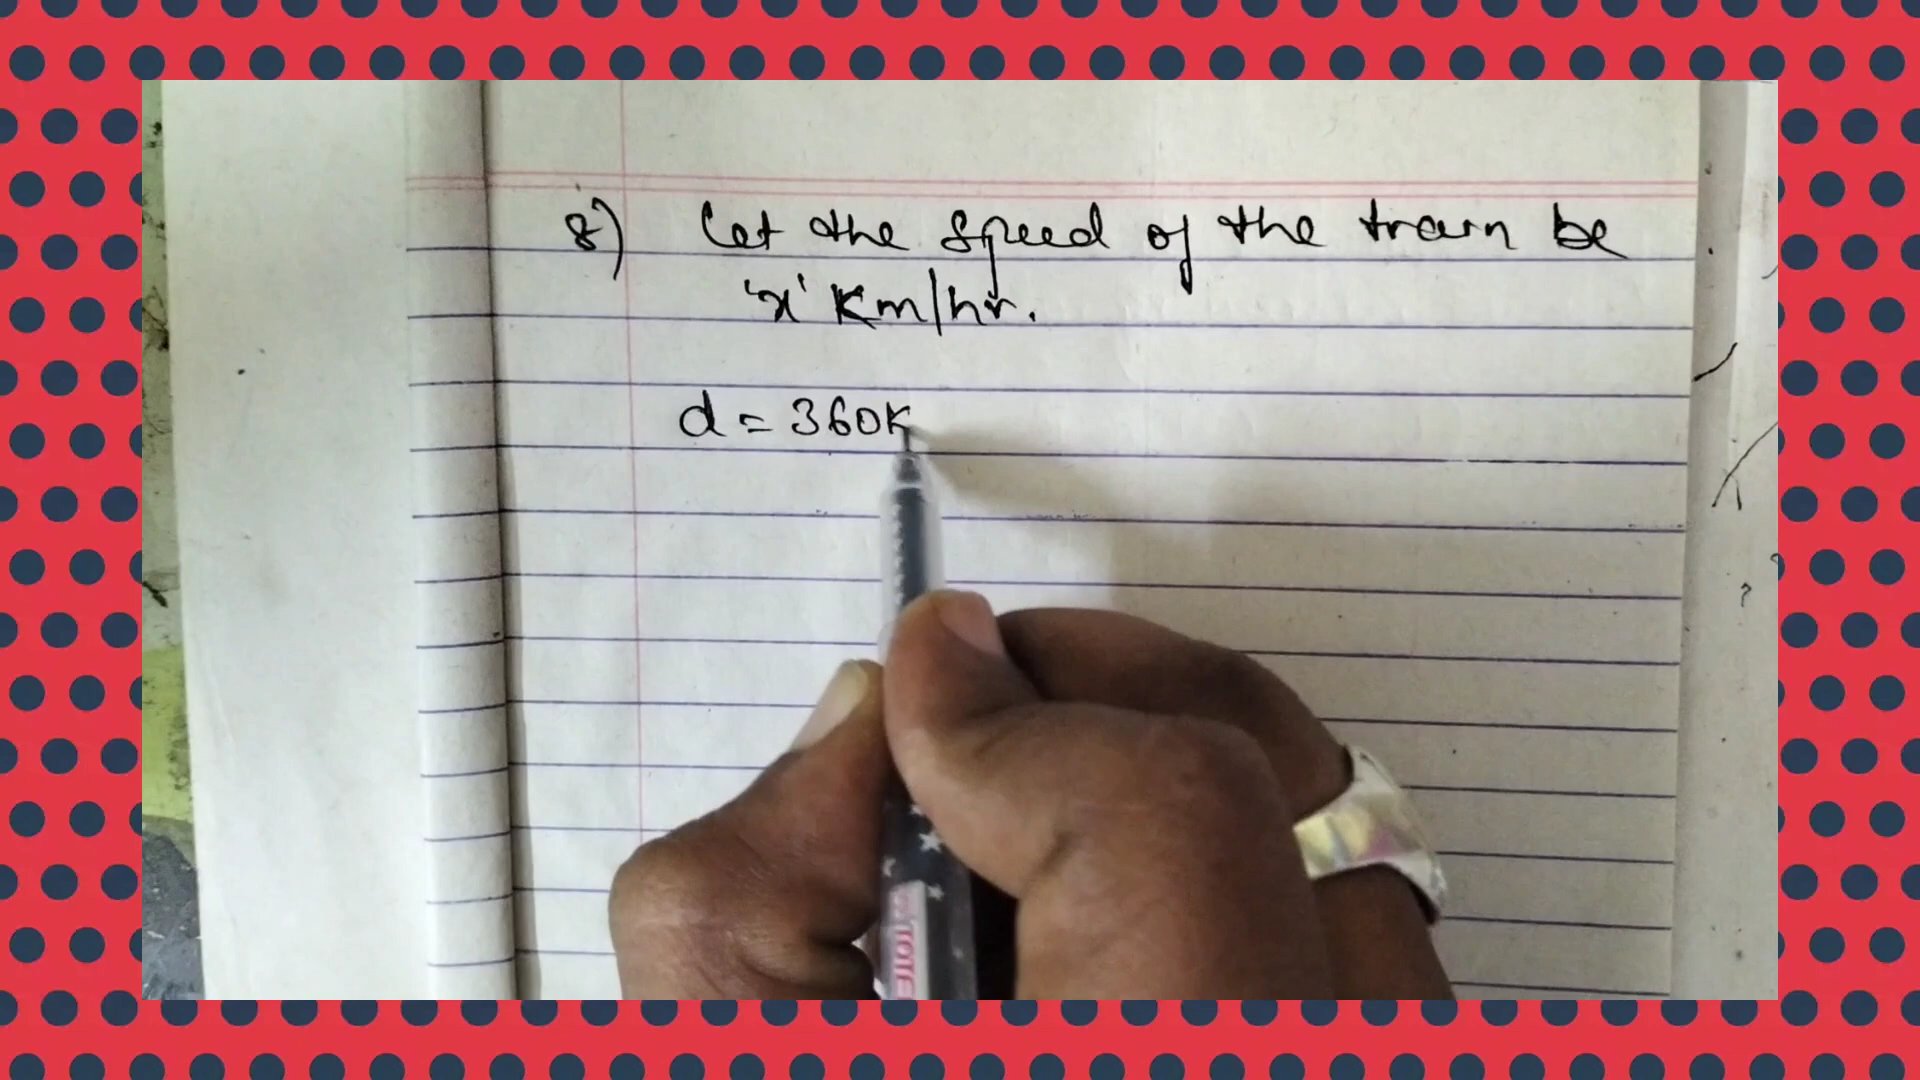 8) Let the speed of the train be
'x' Km/hr.
d = 360K